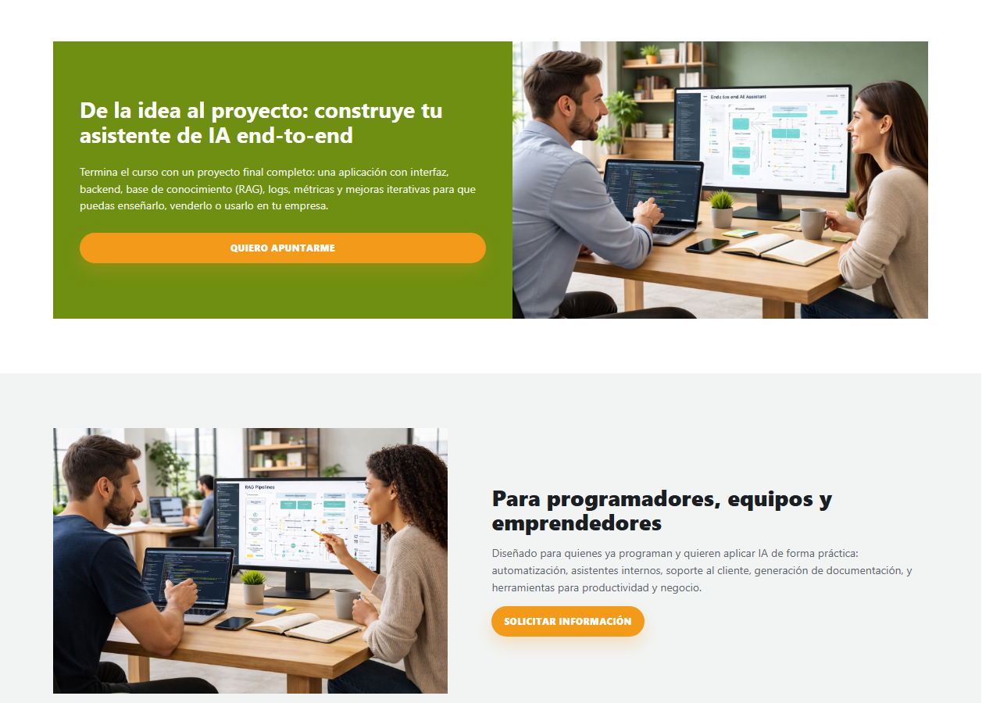 De la idea al proyecto: construye tu
asistente de IA end-to-end
Termina el curso con un proyecto final completo: una aplicación con interfaz,
backend, base de conocimiento (RAG), logs, métricas y mejoras iterativas para que
puedas enseñarlo, venderlo o usarlo en tu empresa.
QUIERO APUNTARME
RAG Pipelines
Para programadores, equipos y
emprendedores
Diseñado para quienes ya programan y quieren aplicar IA de forma práctica:
automatización, asistentes internos, soporte al cliente, generación de documentación, y
herramientas para productividad y negocio.
SOLICITAR INFORMACIÓN